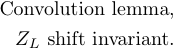 Convolution lemma,
Z_L shift invariant.